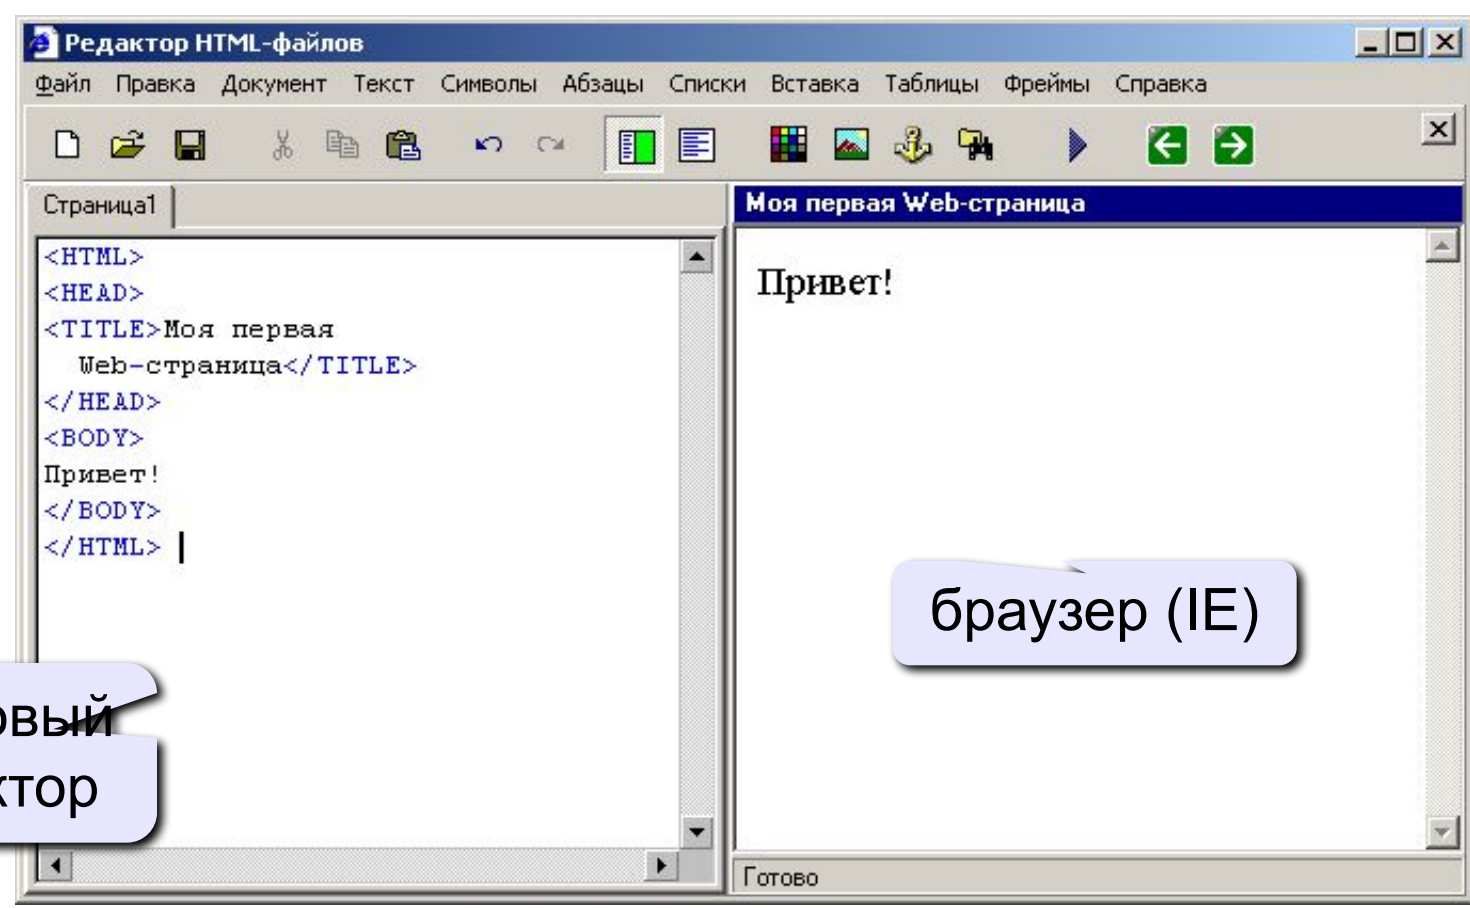 Редактор HTML-файлов
Файл Правка Документ Текст Символы Абзацы Списки Вставка Таблицы Фреймы Справка
Страница1
<HTML>
<HEAD>
<TITLE>Моя первая
Web-страница</TITLE>
</HEAD>
<BODY>
Привет!
</BODY>
</HTML>
Моя первая Web-страница
Привет!
браузер (IE)
Готово